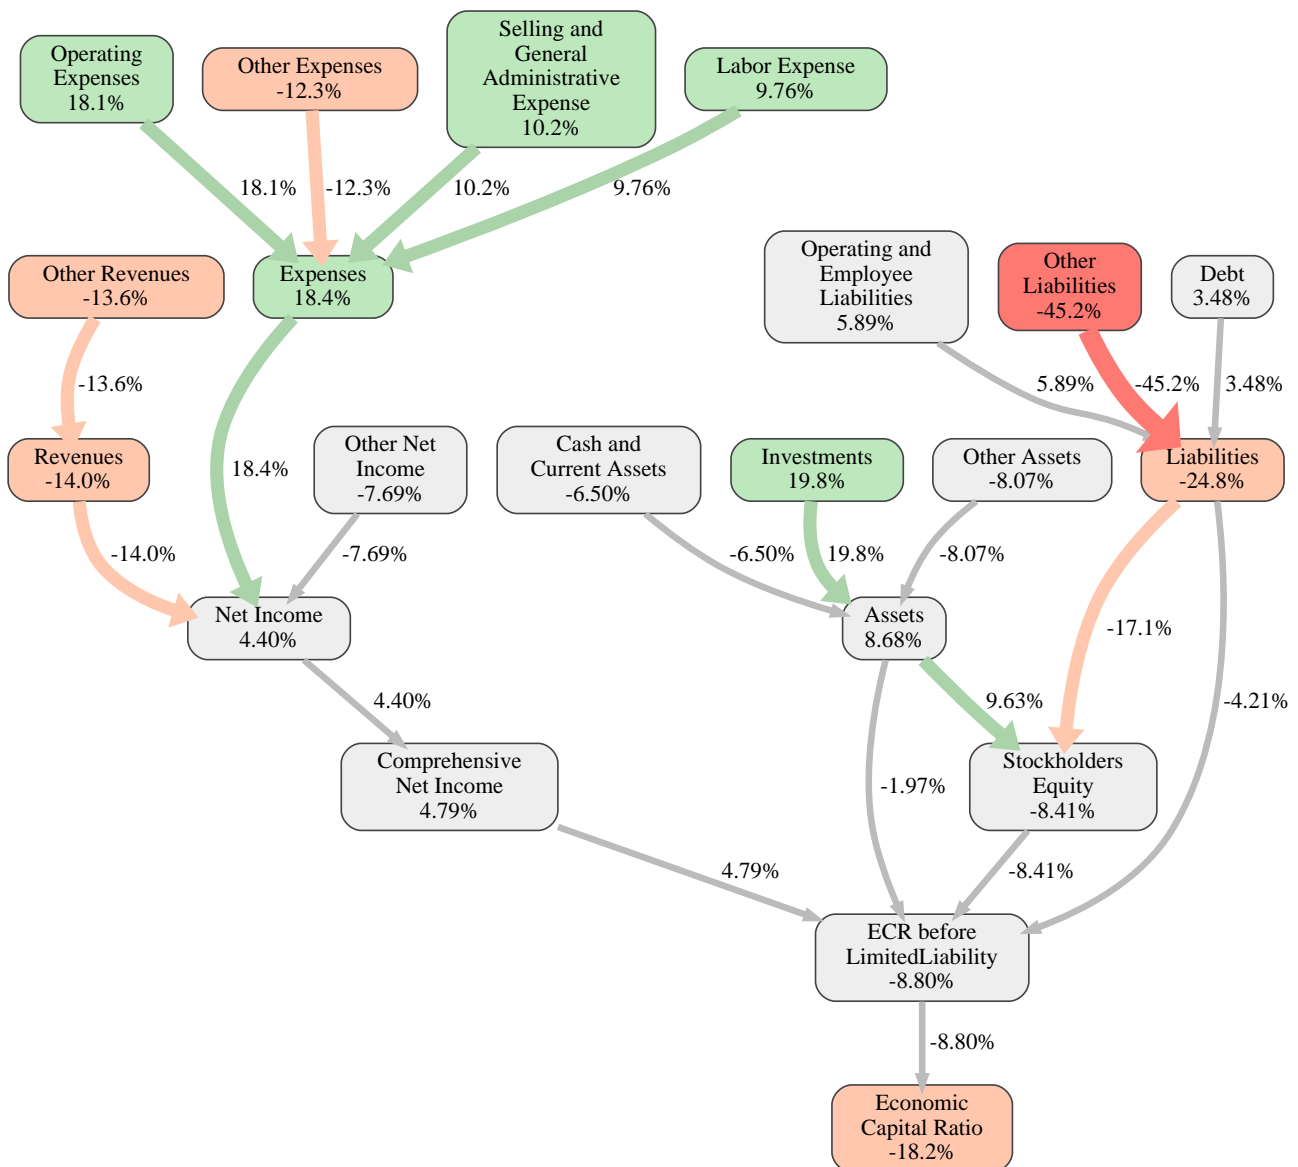 Operating
Expenses
18.1%
Other Expenses
-12.3%
Selling and
General
Administrative
Expense
10.2%
Labor Expense
9.76%
18.1%
-12.3%
10.2%
9.76%
Other Revenues
-13.6%
Expenses
18.4%
Operating and
Employee
Liabilities
5.89%
Other
Liabilities
-45.2%
Debt
3.48%
-13.6%
5.89%
-45.2%
3.48%
Revenues
-14.0%
18.4%
Other Net
Income
-7.69%
Cash and
Current Assets
-6.50%
Investments
19.8%
Other Assets
-8.07%
Liabilities
-24.8%
-14.0%
-7.69%
-6.50%
19.8%
-8.07%
Net Income
4.40%
Assets
8.68%
-17.1%
4.40%
9.63%
-4.21%
Comprehensive
Net Income
4.79%
-1.97%
Stockholders
Equity
-8.41%
4.79%
-8.41%
ECR before
LimitedLiability
-8.80%
-8.80%
Economic
Capital Ratio
-18.2%